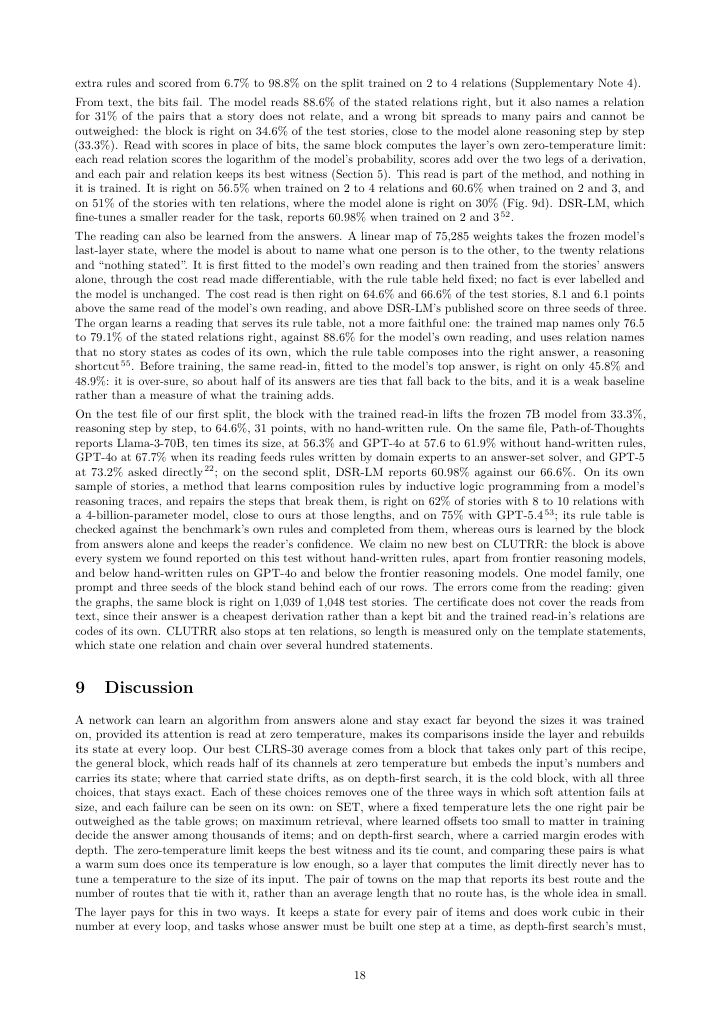 extra rules and scored from 6.7% to 98.8% on the split trained on 2 to 4 relations (Supplementary Note 4).
From text, the bits fail. The model reads 88.6% of the stated relations right, but it also names a relation
for 31% of the pairs that a story does not relate, and a wrong bit spreads to many pairs and cannot be
outweighed: the block is right on 34.6% of the test stories, close to the model alone reasoning step by step
(33.3%). Read with scores in place of bits, the same block computes the layer's own zero-temperature limit:
each read relation scores the logarithm of the model's probability, scores add over the two legs of a derivation,
and each pair and relation keeps its best witness (Section 5). This read is part of the method, and nothing in
it is trained. It is right on 56.5% when trained on 2 to 4 relations and 60.6% when trained on 2 and 3, and
on 51% of the stories with ten relations, where the model alone is right on 30% (Fig. 9d). DSR-LM, which
fine-tunes a smaller reader for the task, reports 60.98% when trained on 2 and 3 52.
The reading can also be learned from the answers. A linear map of 75,285 weights takes the frozen model's
last-layer state, where the model is about to name what one person is to the other, to the twenty relations
and “nothing stated”. It is first fitted to the model's own reading and then trained from the stories' answers
alone, through the cost read made differentiable, with the rule table held fixed; no fact is ever labelled and
the model is unchanged. The cost read is then right on 64.6% and 66.6% of the test stories, 8.1 and 6.1 points
above the same read of the model's own reading, and above DSR-LM's published score on three seeds of three.
The organ learns a reading that serves its rule table, not a more faithful one: the trained map names only 76.5
to 79.1% of the stated relations right, against 88.6% for the model's own reading, and uses relation names
that no story states as codes of its own, which the rule table composes into the right answer, a reasoning
shortcut 55. Before training, the same read-in, fitted to the model's top answer, is right on only 45.8% and
48.9%: it is over-sure, so about half of its answers are ties that fall back to the bits, and it is a weak baseline
rather than a measure of what the training adds.
On the test file of our first split, the block with the trained read-in lifts the frozen 7B model from 33.3%,
reasoning step by step, to 64.6%, 31 points, with no hand-written rule. On the same file, Path-of-Thoughts
reports Llama-3-70B, ten times its size, at 56.3% and GPT-4o at 57.6 to 61.9% without hand-written rules,
GPT-4o at 67.7% when its reading feeds rules written by domain experts to an answer-set solver, and GPT-5
at 73.2% asked directly 22; on the second split, DSR-LM reports 60.98% against our 66.6%. On its own
sample of stories, a method that learns composition rules by inductive logic programming from a model's
reasoning traces, and repairs the steps that break them, is right on 62% of stories with 8 to 10 relations with
a 4-billion-parameter model, close to ours at those lengths, and on 75% with GPT-5.4 53; its rule table is
checked against the benchmark's own rules and completed from them, whereas ours is learned by the block
from answers alone and keeps the reader's confidence. We claim no new best on CLUTRR: the block is above
every system we found reported on this test without hand-written rules, apart from frontier reasoning models,
and below hand-written rules on GPT-4o and below the frontier reasoning models. One model family, one
prompt and three seeds of the block stand behind each of our rows. The errors come from the reading: given
the graphs, the same block is right on 1,039 of 1,048 test stories. The certificate does not cover the reads from
text, since their answer is a cheapest derivation rather than a kept bit and the trained read-in's relations are
codes of its own. CLUTRR also stops at ten relations, so length is measured only on the template statements,
which state one relation and chain over several hundred statements.
9 Discussion
A network can learn an algorithm from answers alone and stay exact far beyond the sizes it was trained
on, provided its attention is read at zero temperature, makes its comparisons inside the layer and rebuilds
its state at every loop. Our best CLRS-30 average comes from a block that takes only part of this recipe,
the general block, which reads half of its channels at zero temperature but embeds the input's numbers and
carries its state; where that carried state drifts, as on depth-first search, it is the cold block, with all three
choices, that stays exact. Each of these choices removes one of the three ways in which soft attention fails at
size, and each failure can be seen on its own: on SET, where a fixed temperature lets the one right pair be
outweighed as the table grows; on maximum retrieval, where learned offsets too small to matter in training
decide the answer among thousands of items; and on depth-first search, where a carried margin erodes with
depth. The zero-temperature limit keeps the best witness and its tie count, and comparing these pairs is what
a warm sum does once its temperature is low enough, so a layer that computes the limit directly never has to
tune a temperature to the size of its input. The pair of towns on the map that reports its best route and the
number of routes that tie with it, rather than an average length that no route has, is the whole idea in small.
The layer pays for this in two ways. It keeps a state for every pair of items and does work cubic in their
number at every loop, and tasks whose answer must be built one step at a time, as depth-first search's must,
18